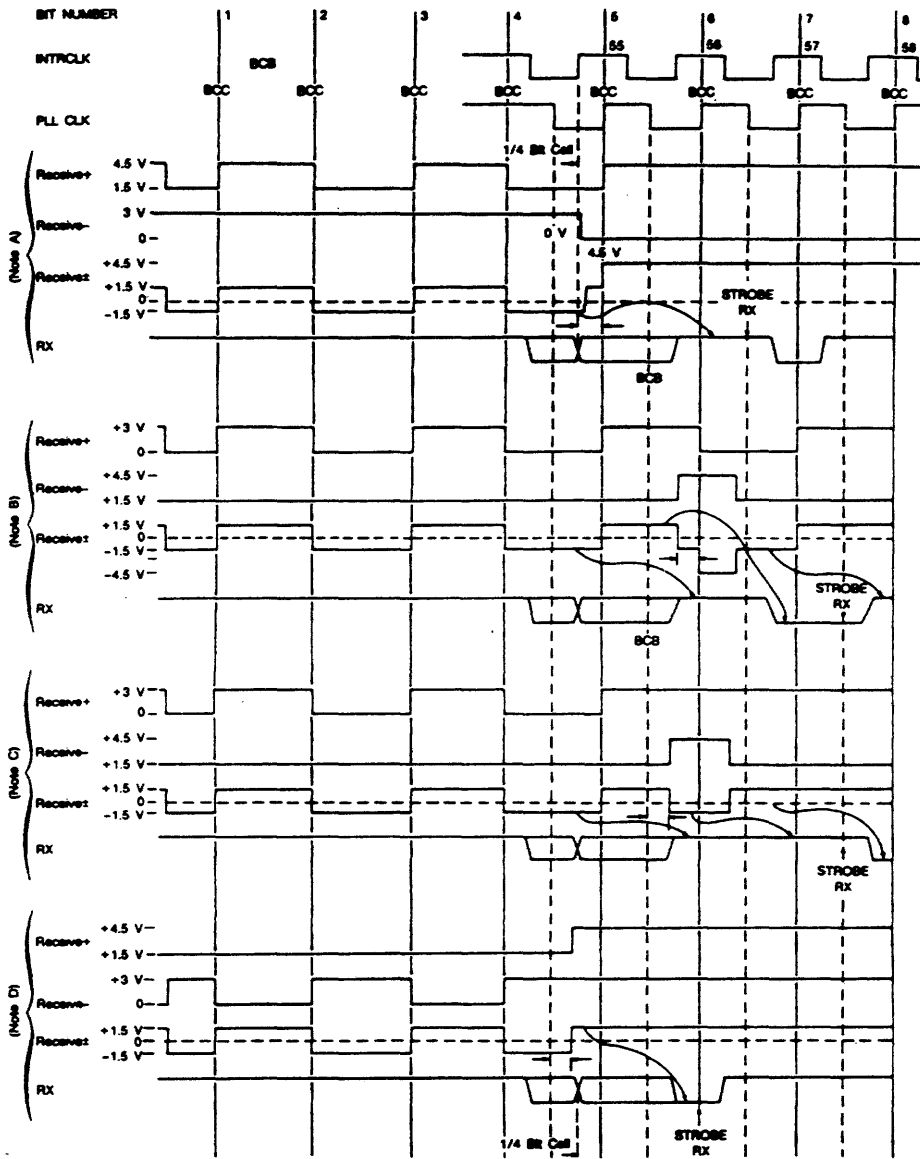 BIT NUMBER 1 2 3 4 5 6 7 8
INTRCLK BCB 55 56 57 58
BCC BCC BCC BCC BCC BCC BCC
PLL CLK
1/4 Bit Cell
(Note A)
Receive+ 4.5 V
1.5 V
Receive- 3 V
0
0 V
4.5 V
Receive± +4.5 V
+1.5 V
0
-1.5 V
STROBE
RX
RX
BCB
(Note B)
Receive+ +3 V
0
Receive- +4.5 V
+1.5 V
Receive± +1.5 V
0
-1.5 V
-4.5 V
STROBE
RX
RX
BCB
(Note C)
Receive+ +3 V
0
Receive- +4.5 V
+1.5 V
Receive± +1.5 V
0
-1.5 V
RX
STROBE
RX
(Note D)
Receive+ +4.5 V
+1.5 V
Receive- +3 V
0
Receive± +1.5 V
0
-1.5 V
RX
1/4 Bit Cell
STROBE
RX